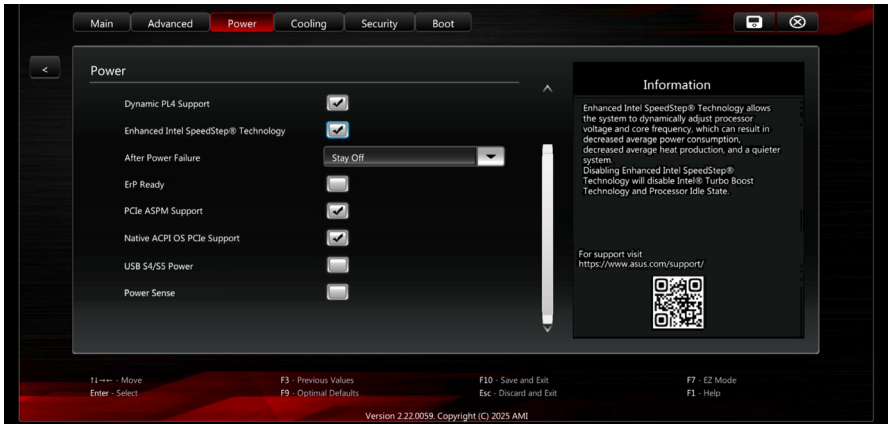 Main Advanced Power Cooling Security Boot
<
Power
Dynamic PL4 Support
Enhanced Intel SpeedStep® Technology
After Power Failure Stay Off
ErP Ready
PCIe ASPM Support
Native ACPI OS PCIe Support
USB S4/S5 Power
Power Sense
Information
Enhanced Intel SpeedStep® Technology allows
the system to dynamically adjust processor
voltage and core frequency, which can result in
decreased average power consumption,
decreased average heat production, and a quieter
system.
Disabling Enhanced Intel SpeedStep®
Technology will disable Intel® Turbo Boost
Technology and Processor Idle State.
For support visit
https://www.asus.com/support/
↑↓→← - Move F3 - Previous Values F10 - Save and Exit F7 - EZ Mode
Enter - Select F9 - Optimal Defaults Esc - Discard and Exit F1 - Help
Version 2.22.0059. Copyright (C) 2025 AMI